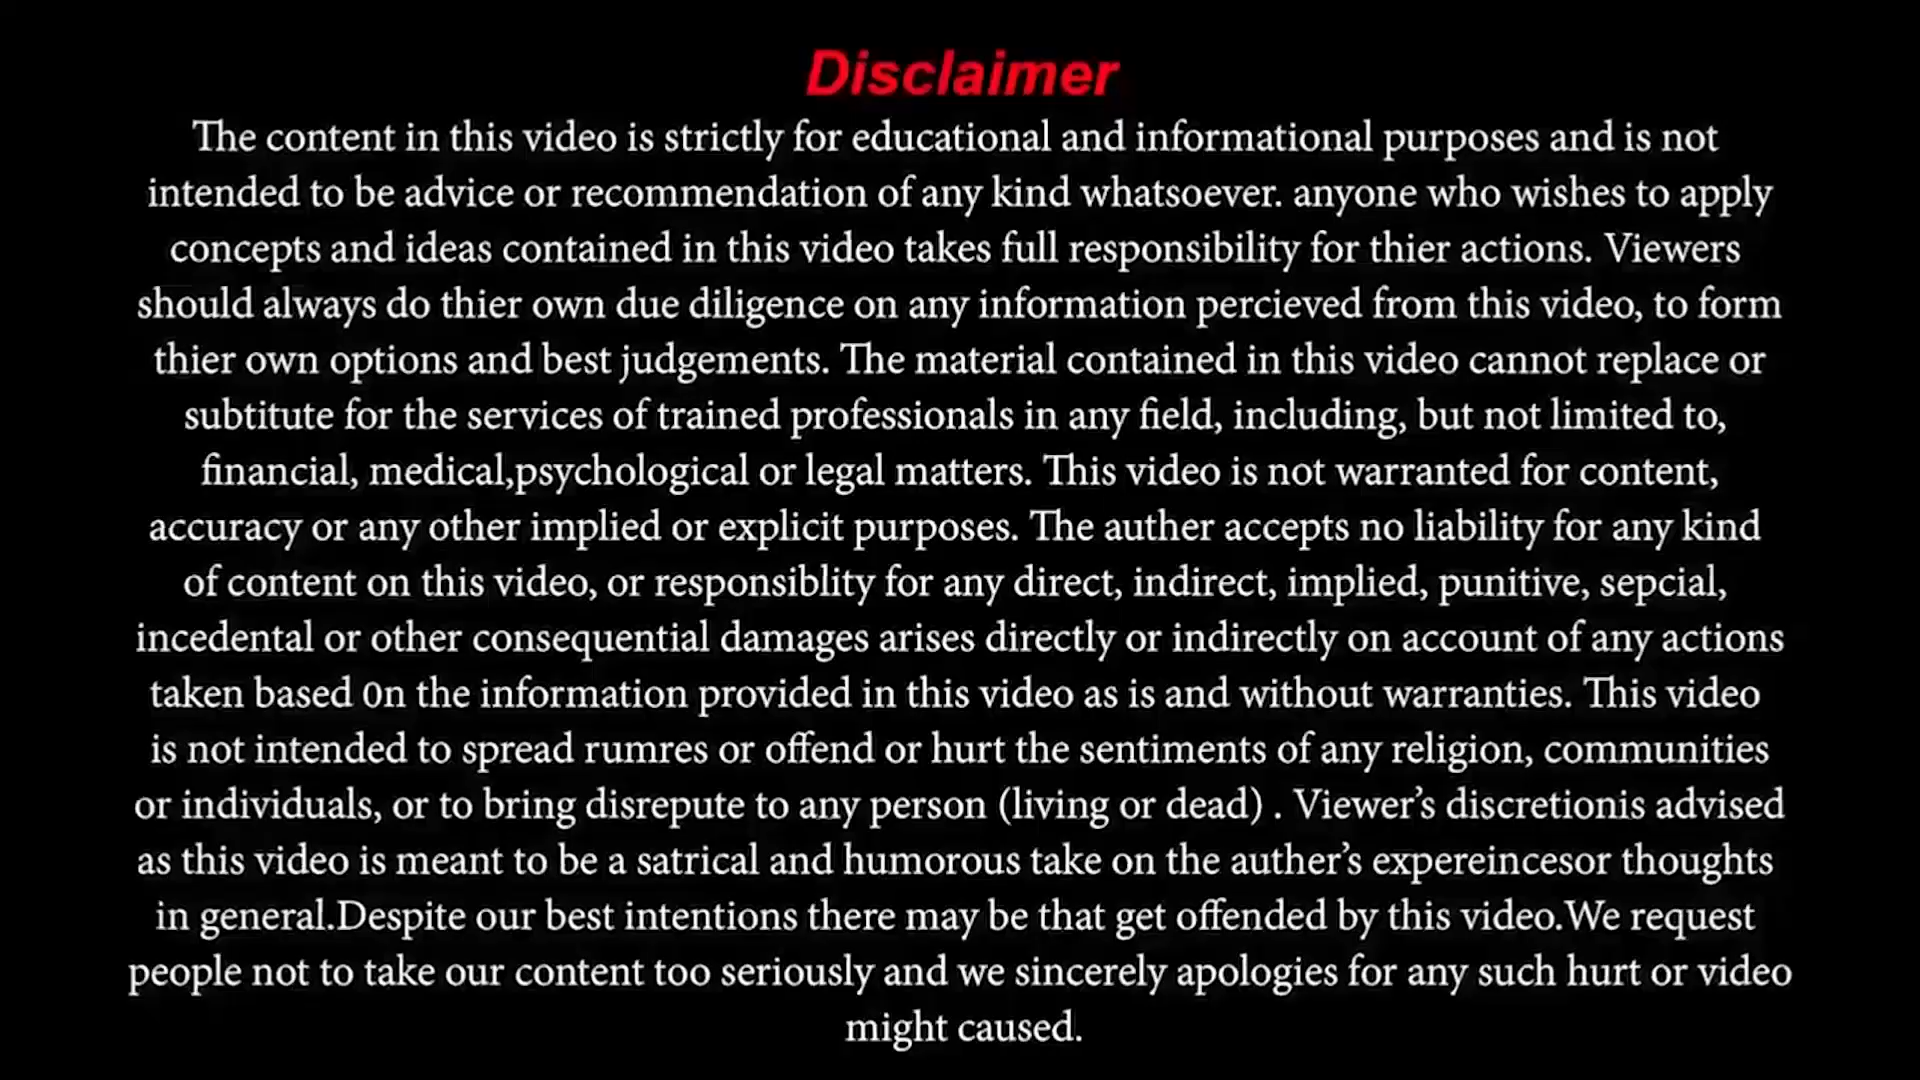 Disclaimer
The content in this video is strictly for educational and informational purposes and is not
intended to be advice or recommendation of any kind whatsoever. anyone who wishes to apply
concepts and ideas contained in this video takes full responsibility for thier actions. Viewers
should always do thier own due diligence on any information percieved from this video, to form
thier own options and best judgements. The material contained in this video cannot replace or
subtitute for the services of trained professionals in any field, including, but not limited to,
financial, medical,psychological or legal matters. This video is not warranted for content,
accuracy or any other implied or explicit purposes. The auther accepts no liability for any kind
of content on this video, or responsiblity for any direct, indirect, implied, punitive, sepcial,
incedental or other consequential damages arises directly or indirectly on account of any actions
taken based 0n the information provided in this video as is and without warranties. This video
is not intended to spread rumres or offend or hurt the sentiments of any religion, communities
or individuals, or to bring disrepute to any person (living or dead) . Viewer’s discretionis advised
as this video is meant to be a satrical and humorous take on the auther’s expereincesor thoughts
in general.Despite our best intentions there may be that get offended by this video.We request
people not to take our content too seriously and we sincerely apologies for any such hurt or video
might caused.